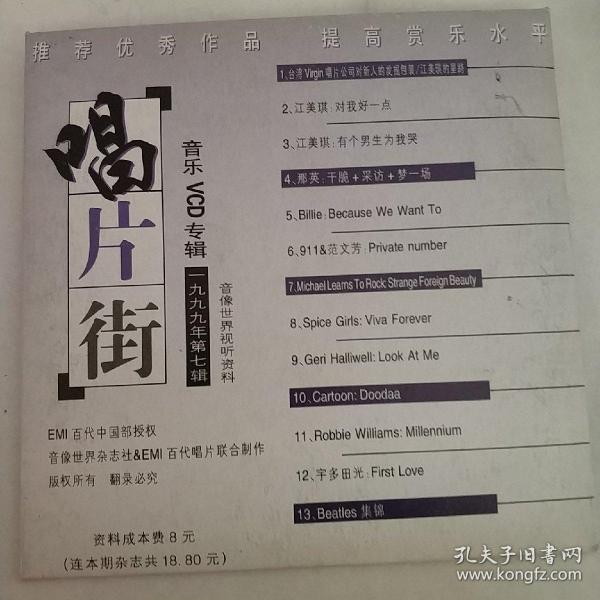 推荐优秀作品 提高赏乐水平
唱片街
音乐 VCD 专辑
一九九九年第七辑
音像世界视听资料
1、台湾Virgin唱片公司对新人的发掘包装/江美琪的星路
2、江美琪:对我好一点
3、江美琪:有个男生为我哭
4、那英:干脆+采访+梦一场
5、Billie:Because We Want To
6、911&范文芳:Private number
7、Michael Learns To Rock:Strange Foreign Beauty
8、Spice Girls: Viva Forever
9、Geri Halliwell: Look At Me
10、Cartoon: Doodaa
11、Robbie Williams: Millennium
12、宇多田光:First Love
13、Beatles 集锦
EMI 百代中国部授权
音像世界杂志社&EMI 百代唱片联合制作
版权所有 翻录必究
资料成本费 8 元
(连本期杂志共 18.80 元)
孔夫子旧书网
www.kongfz.com